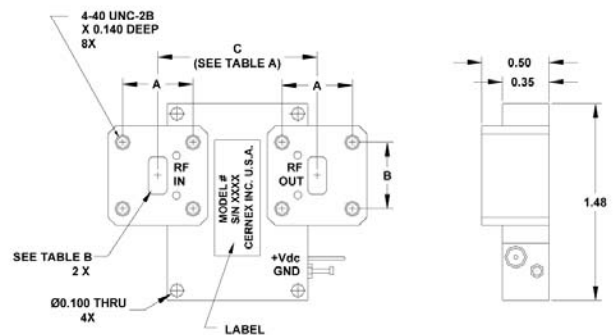 4-40 UNC-2B
X 0.140 DEEP
8X
C
(SEE TABLE A)
A
A
0.50
0.35
RF
IN
MODEL #
S/N XXXX
CERNEX INC. U.S.A.
RF
OUT
B
1.48
SEE TABLE B
2 X
+Vdc
GND
Ø0.100 THRU
4X
LABEL